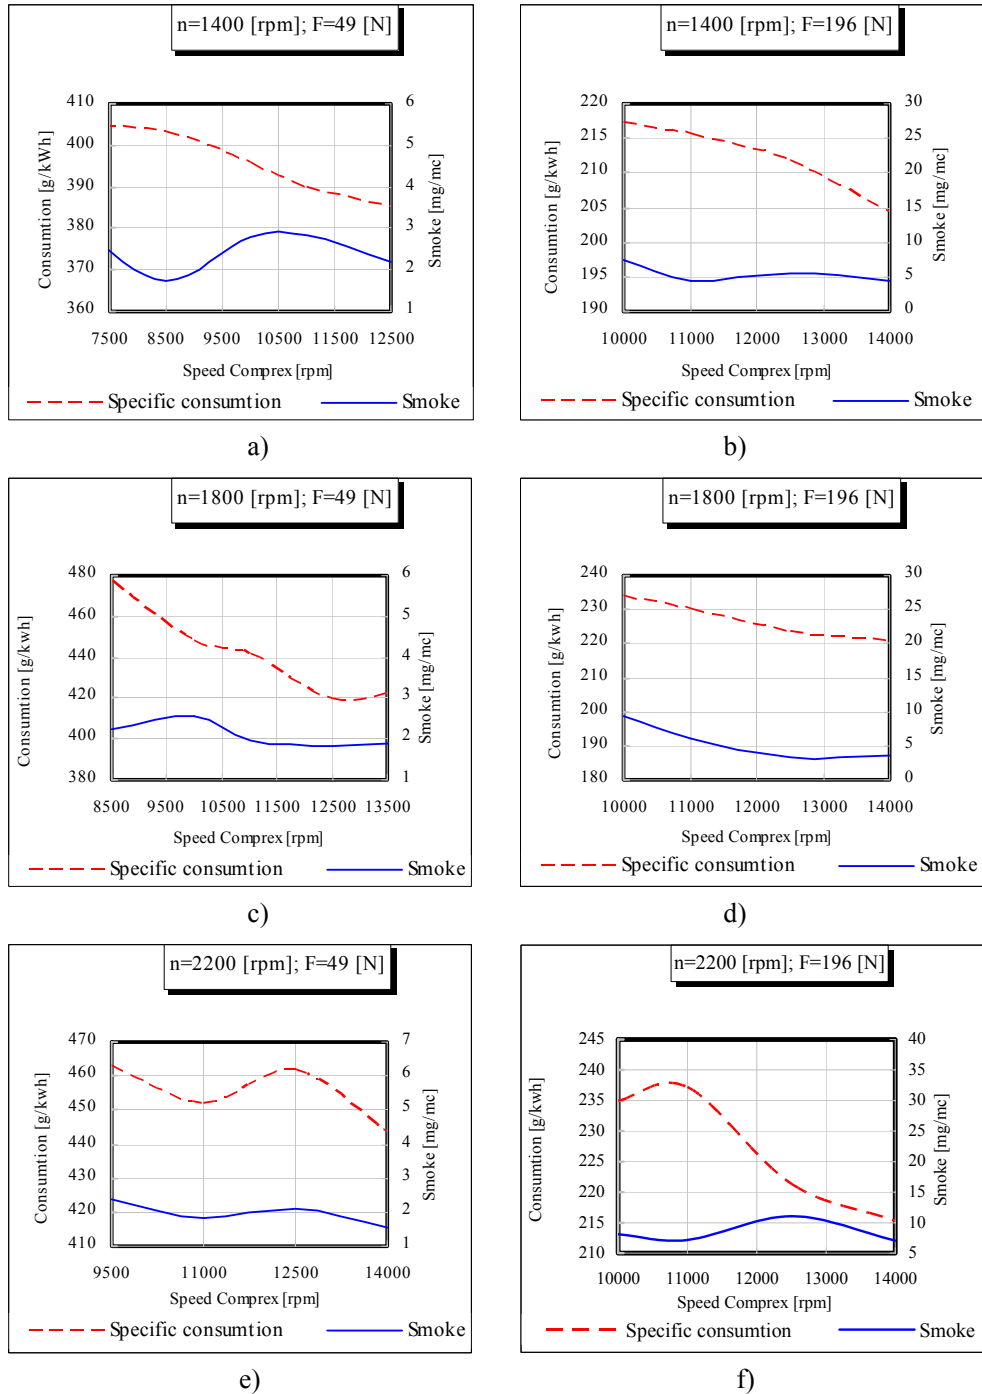 n=1400 [rpm]; F=49 [N]
Consumtion [g/kWh]
410
400
390
380
370
360
6
5
4
3
2
1
Smoke [mg/mc]
7500 8500 9500 10500 11500 12500
Speed Comprex [rpm]
Specific consumtion Smoke
a)
n=1400 [rpm]; F=196 [N]
Consumtion [g/kwh]
220
215
210
205
200
195
190
30
25
20
15
10
5
0
Smoke [mg/mc]
10000 11000 12000 13000 14000
Speed Comprex [rpm]
Specific consumtion Smoke
b)
n=1800 [rpm]; F=49 [N]
Consumtion [g/kwh]
480
460
440
420
400
380
6
5
4
3
2
1
Smoke [mg/mc]
8500 9500 10500 11500 12500 13500
Speed Comprex [rpm]
Specific consumtion Smoke
c)
n=1800 [rpm]; F=196 [N]
Consumtion [g/kwh]
240
230
220
210
200
190
180
30
25
20
15
10
5
0
Smoke [mg/mc]
10000 11000 12000 13000 14000
Speed Comprex [rpm]
Specific consumtion Smoke
d)
n=2200 [rpm]; F=49 [N]
Consumtion [g/kwh]
470
460
450
440
430
420
410
7
6
5
4
3
2
1
Smoke [mg/mc]
9500 11000 12500 14000
Speed Comprex [rpm]
Specific consumtion Smoke
e)
n=2200 [rpm]; F=196 [N]
Consumtion [g/kwh]
245
240
235
230
225
220
215
210
40
35
30
25
20
15
10
5
Smoke [mg/mc]
10000 11000 12000 13000 14000
Speed Comprex [rpm]
Specific consumtion Smoke
f)